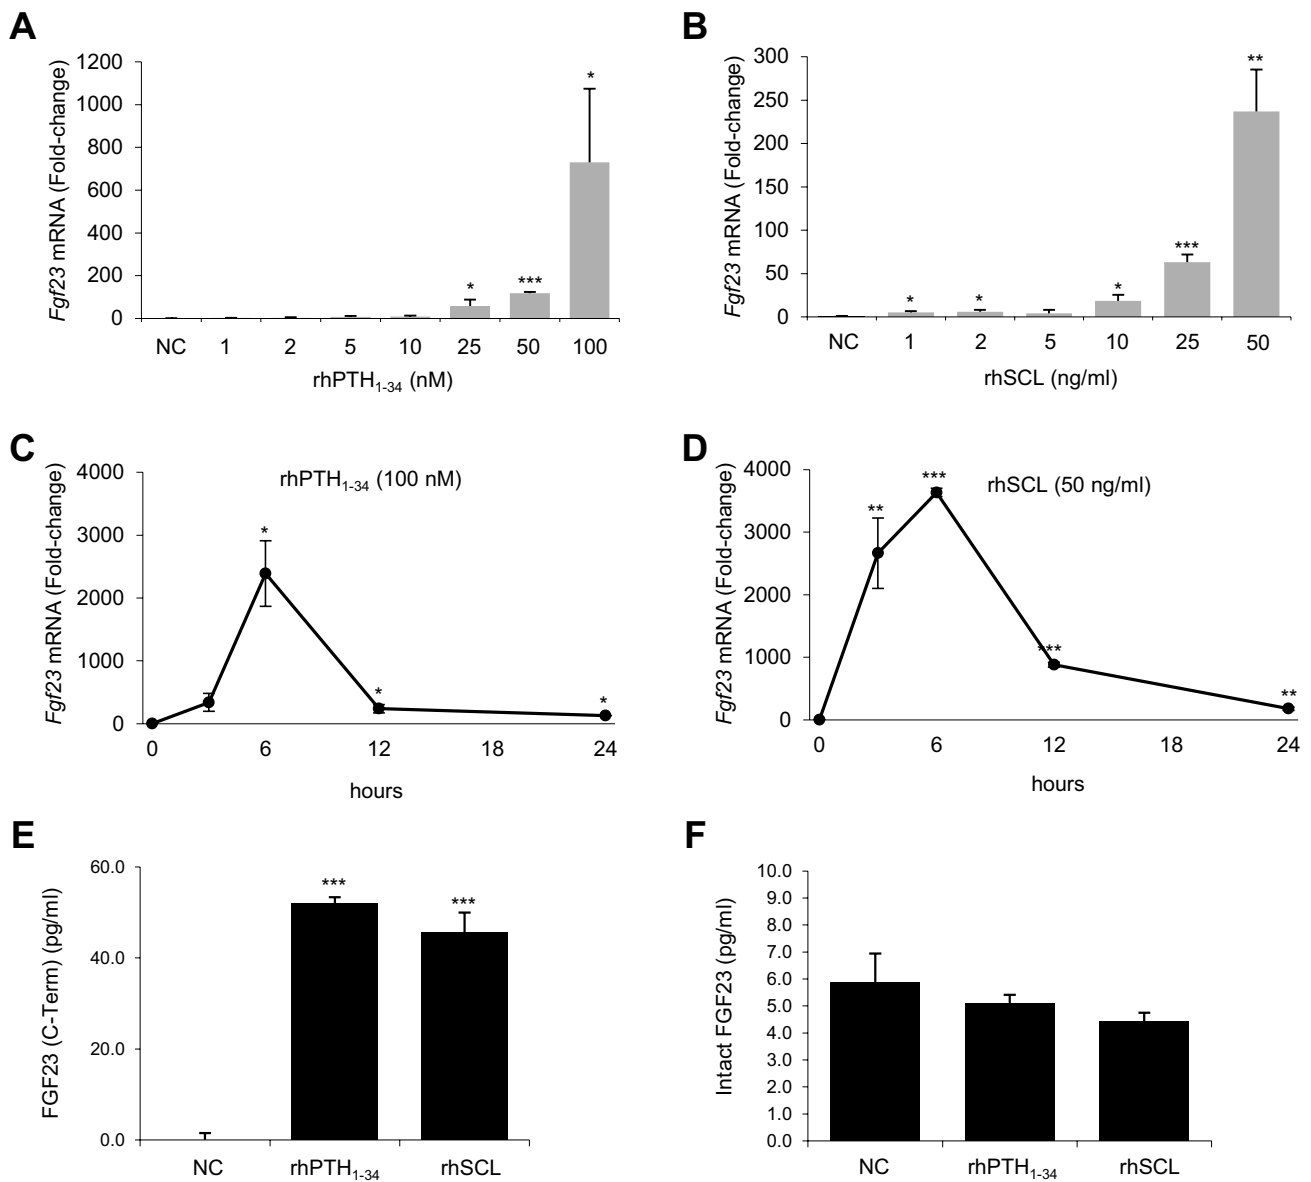 A
Fgf23 mRNA (Fold-change)
1200
1000
800
600
400
200
0
*
***
*
NC 1 2 5 10 25 50 100
rhPTH1-34 (nM)
B
Fgf23 mRNA (Fold-change)
300
250
200
150
100
50
0
*
*
*
***
**
NC 1 2 5 10 25 50
rhSCL (ng/ml)
C
Fgf23 mRNA (Fold-change)
rhPTH1-34 (100 nM)
4000
3000
2000
1000
0
*
*
*
0 6 12 18 24
hours
D
Fgf23 mRNA (Fold-change)
rhSCL (50 ng/ml)
4000
3000
2000
1000
0
**
***
***
**
0 6 12 18 24
hours
E
FGF23 (C-Term) (pg/ml)
60.0
40.0
20.0
0.0
***
***
NC rhPTH1-34 rhSCL
F
Intact FGF23 (pg/ml)
10.0
9.0
8.0
7.0
6.0
5.0
4.0
3.0
2.0
1.0
0.0
NC rhPTH1-34 rhSCL